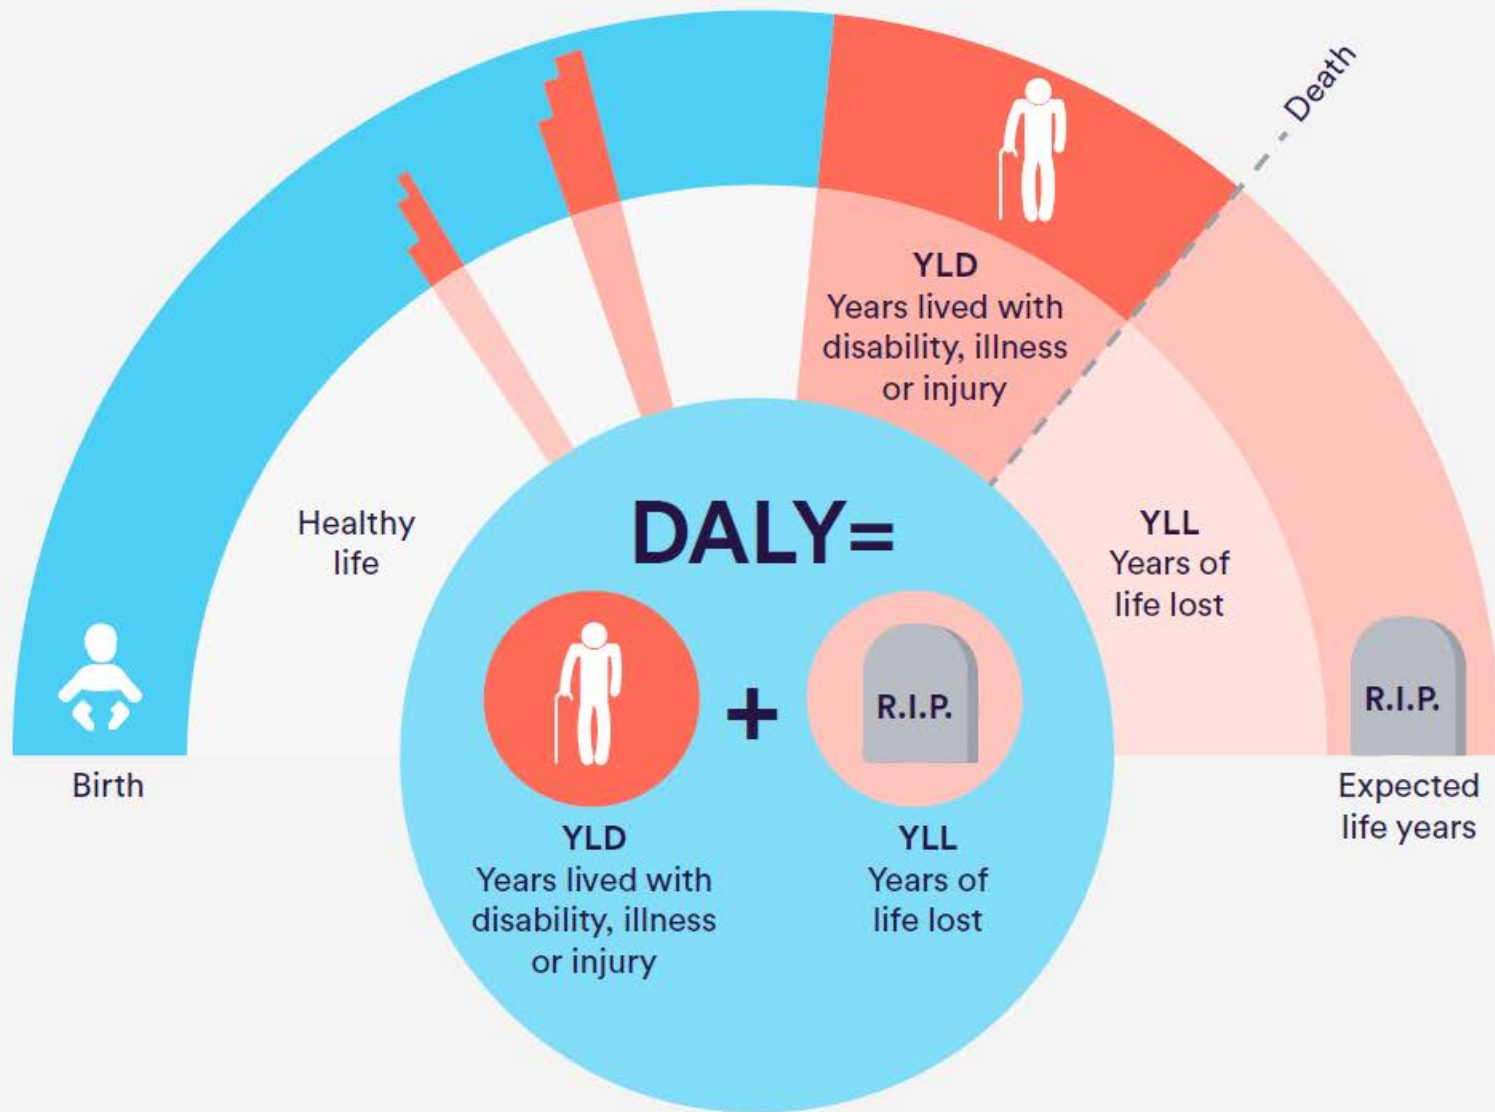 Death
YLD
Years lived with
disability, illness
or injury
Healthy
life
DALY=
YLL
Years of
life lost
R.I.P.
+
R.I.P.
Birth
Expected
life years
YLD
Years lived with
disability, illness
or injury
YLL
Years of
life lost